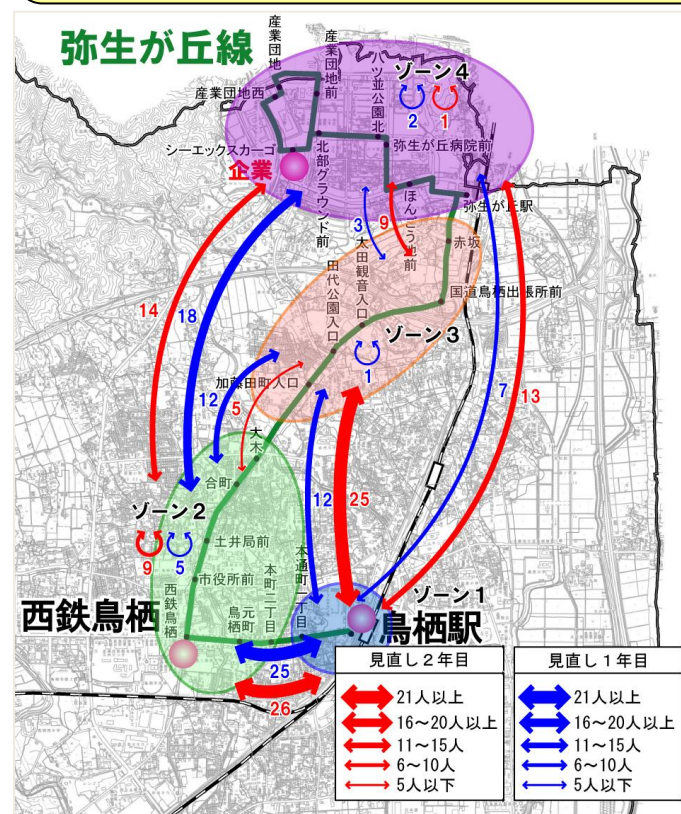 弥生が丘線
産業団地
産業団地前
八ツ並公園北
ゾーン4
2
1
産業団地西
シーエックスカーゴ
企業
北部グラウンド前
弥生が丘病院前
ほんごう池前
弥生が丘駅
3
9
赤坂
太田観音入口
田代公園入口
国道鳥栖出張所前
14
18
ゾーン3
1
7
13
加藤田町入口
12
5
大木
合町
12
25
ゾーン2
9
5
土井局前
市役所前
西鉄鳥栖
鳥栖元町
本町二丁目
本通町一丁目
ゾーン1
西鉄鳥栖
鳥栖駅
25
26
見直し2年目
21人以上
16～20人以上
11～15人
6～10人
5人以下
見直し1年目
21人以上
16～20人以上
11～15人
6～10人
5人以下